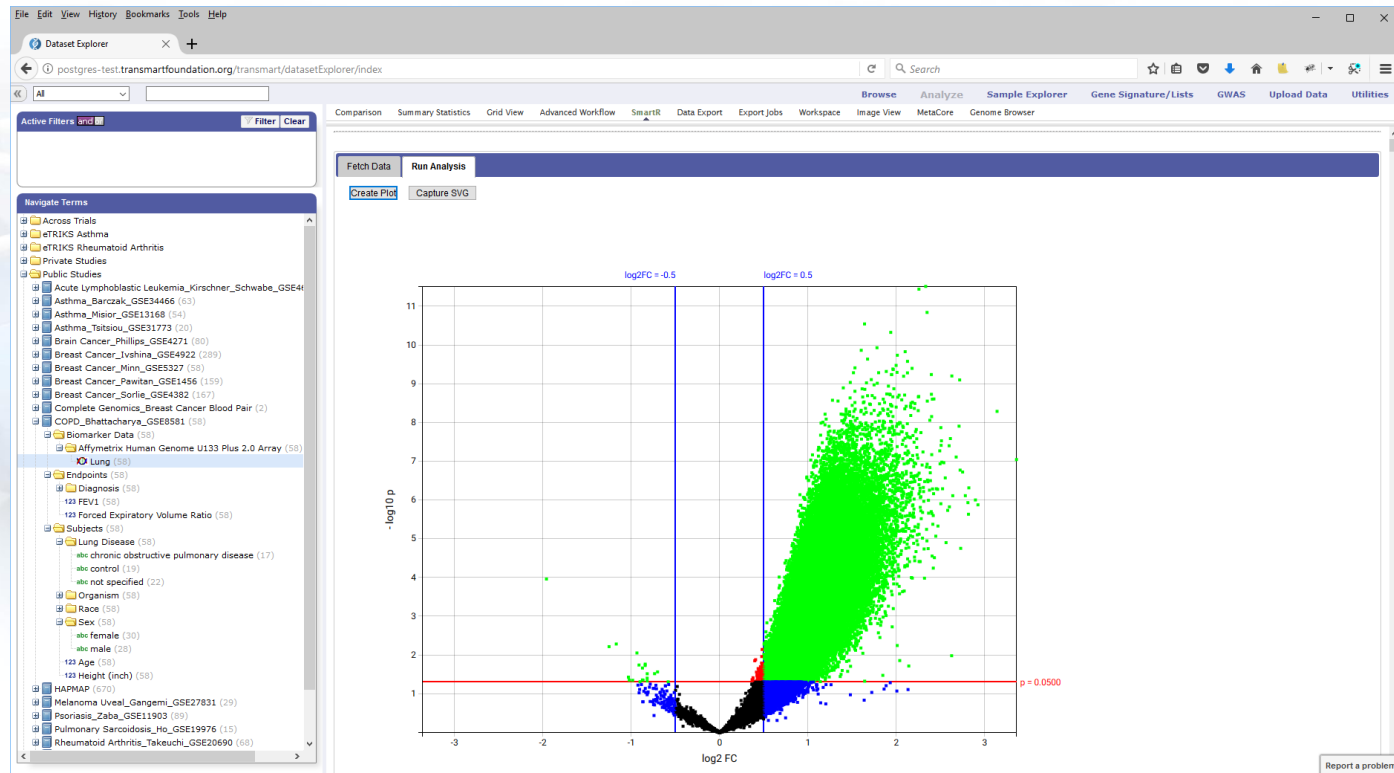 File Edit View History Bookmarks Tools Help
Dataset Explorer
postgres-test.transmartfoundation.org/transmart/datasetExplorer/index
Search
All
Browse Analyze Sample Explorer Gene Signature/Lists GWAS Upload Data Utilities
Active Filters and
Filter Clear
Comparison Summary Statistics Grid View Advanced Workflow SmartR Data Export Export Jobs Workspace Image View MetaCore Genome Browser
Fetch Data Run Analysis
Create Plot Capture SVG
Navigate Terms
Across Trials
eTRIKS Asthma
eTRIKS Rheumatoid Arthritis
Private Studies
Public Studies
Acute Lymphoblastic Leukemia_Kirschner_Schwabe_GSE4
Asthma_Barczak_GSE34466 (63)
Asthma_Misior_GSE13168 (54)
Asthma_Tsitsiou_GSE31773 (20)
Brain Cancer_Phillips_GSE4271 (80)
Breast Cancer_Ivshina_GSE4922 (289)
Breast Cancer_Minn_GSE5327 (58)
Breast Cancer_Pawitan_GSE1456 (159)
Breast Cancer_Sorlie_GSE4382 (167)
Complete Genomics_Breast Cancer Blood Pair (2)
COPD_Bhattacharya_GSE8581 (58)
Biomarker Data (58)
Affymetrix Human Genome U133 Plus 2.0 Array (58)
Lung (58)
Endpoints (58)
Diagnosis (58)
123 FEV1 (58)
123 Forced Expiratory Volume Ratio (58)
Subjects (58)
Lung Disease (58)
abc chronic obstructive pulmonary disease (17)
abc control (19)
abc not specified (22)
Organism (58)
Race (58)
Sex (58)
abc female (30)
abc male (28)
123 Age (58)
123 Height (inch) (58)
HAPMAP (670)
Melanoma Uveal_Gangemi_GSE27831 (29)
Psoriasis_Zaba_GSE11903 (89)
Pulmonary Sarcoidosis_Ho_GSE19976 (15)
Rheumatoid Arthritis_Takeuchi_GSE20690 (68)
log2FC = -0.5 log2FC = 0.5
11
10
9
8
7
6
5
4
3
2
1
- log10 p
p = 0.0500
-3 -2 -1 0 1 2 3
log2 FC
Report a problem